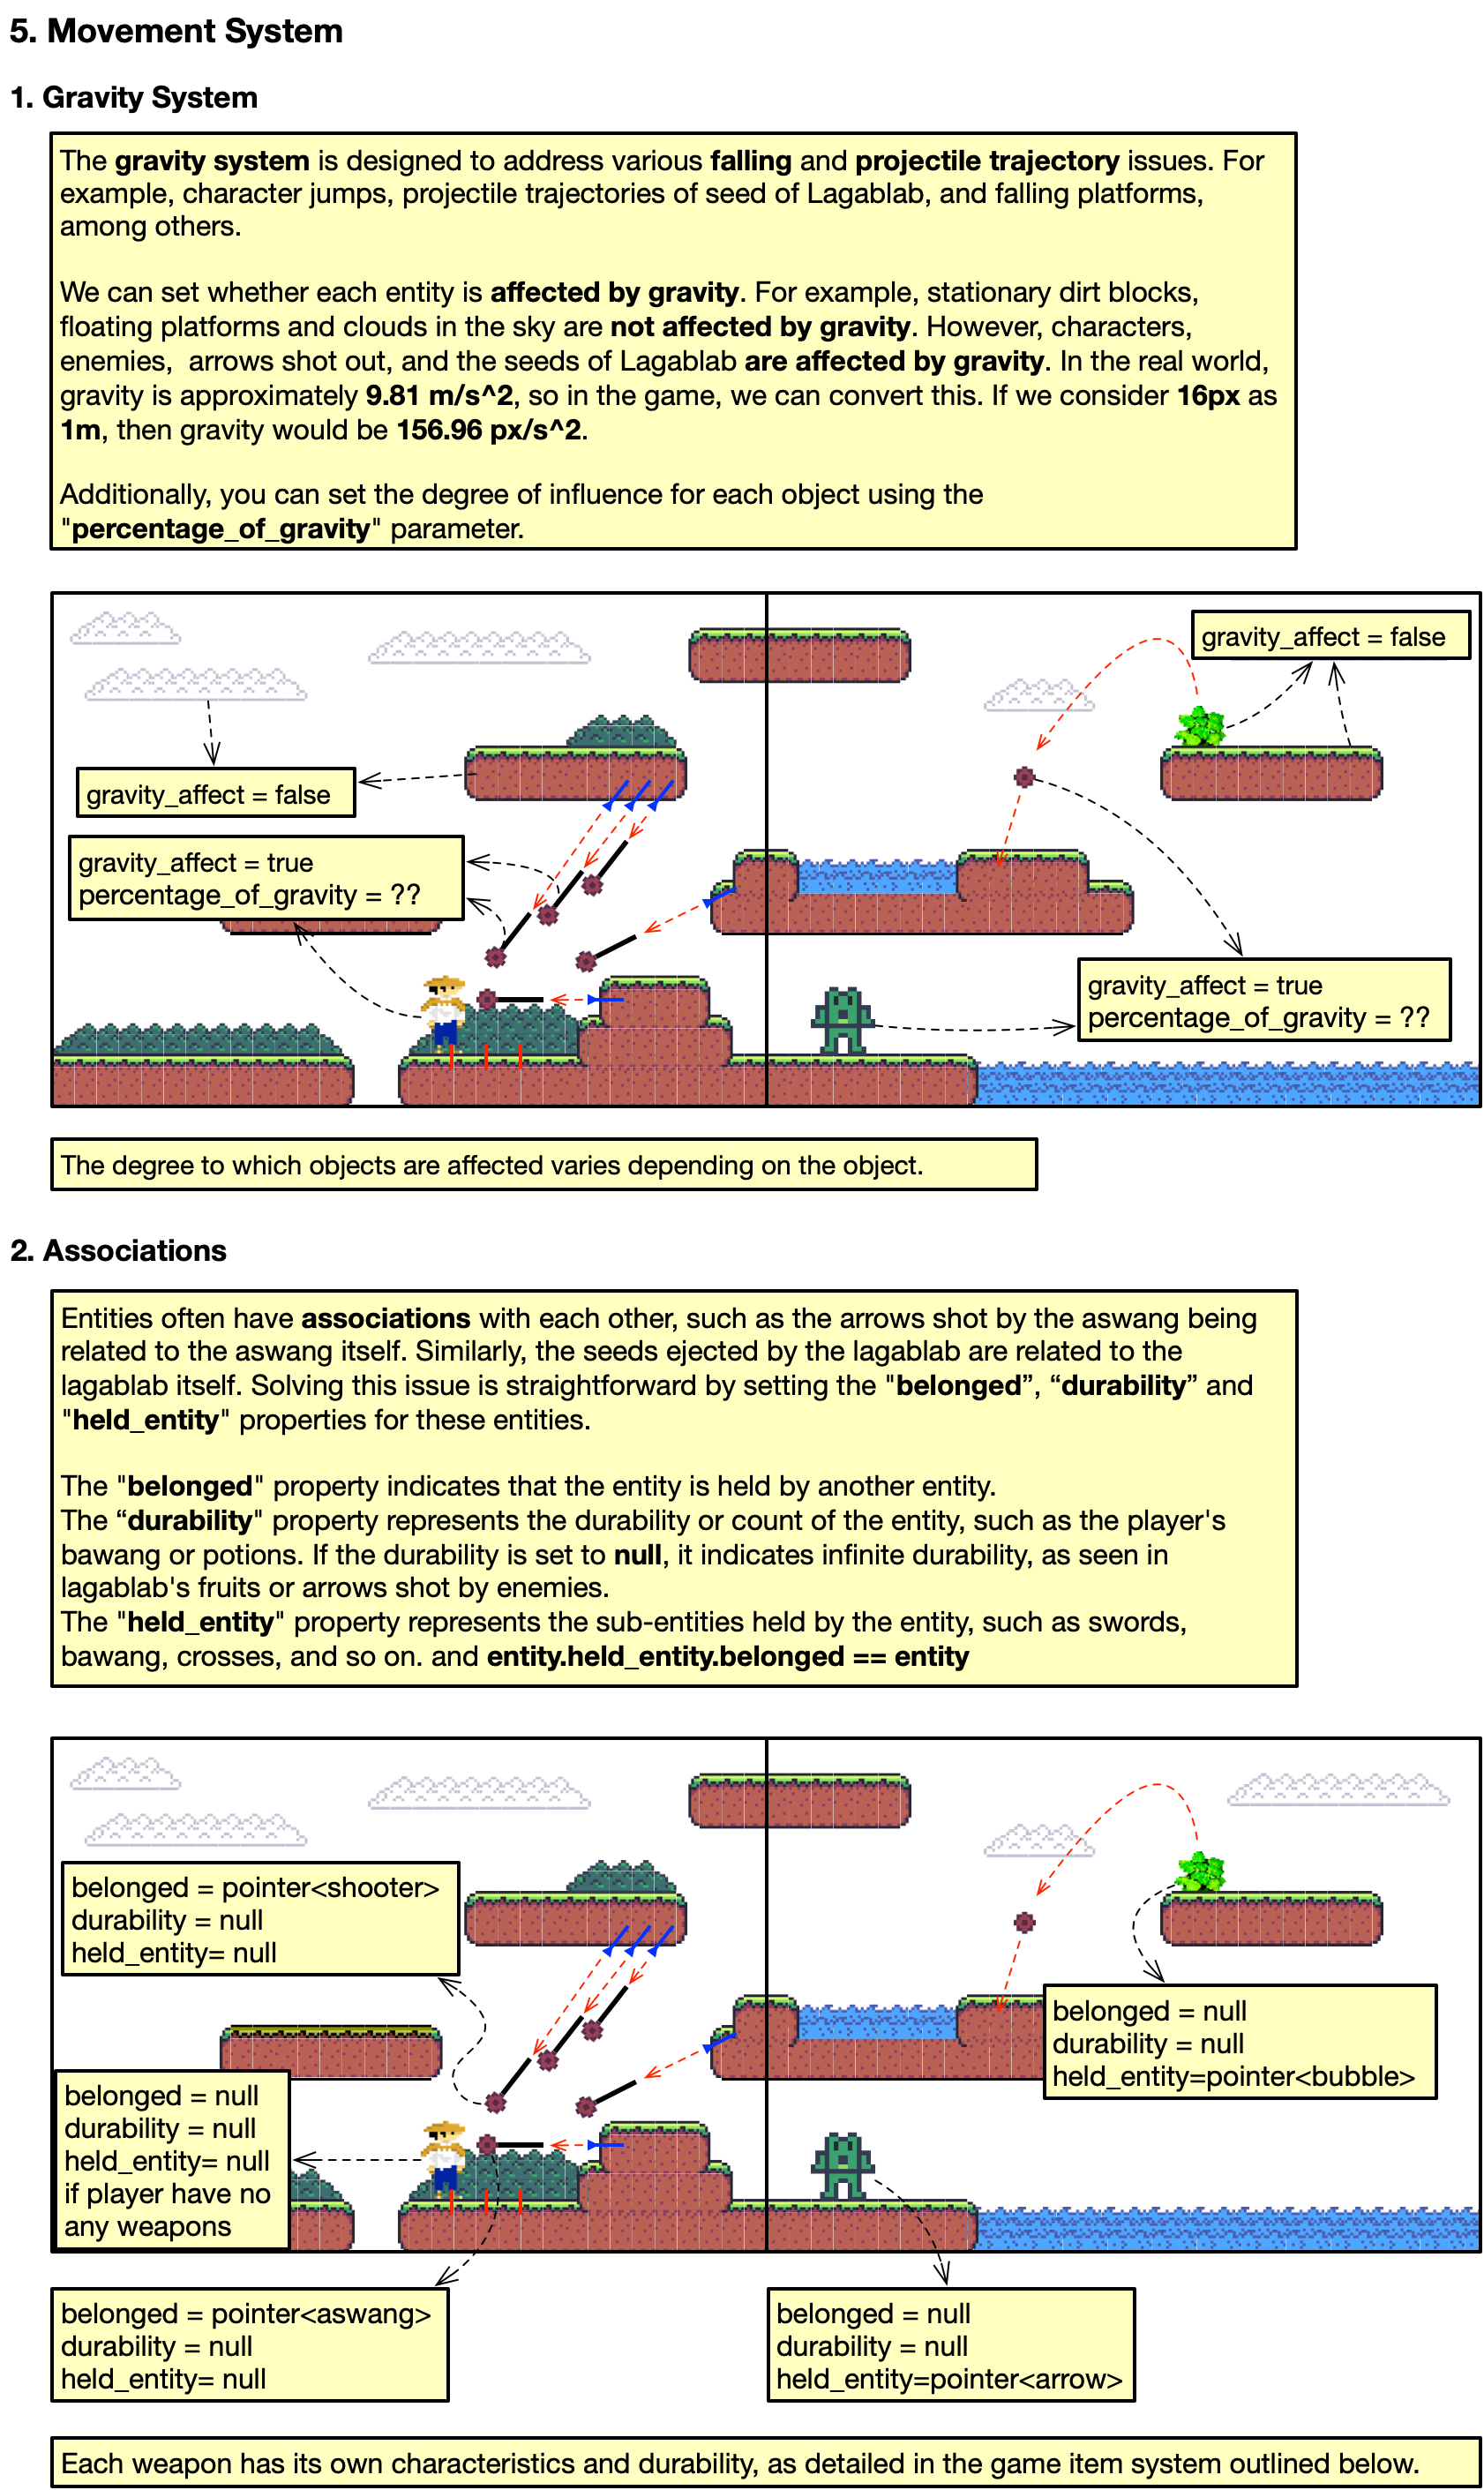 5. Movement System
1. Gravity System
The gravity system is designed to address various falling and projectile trajectory issues. For
example, character jumps, projectile trajectories of seed of Lagablab, and falling platforms,
among others.
We can set whether each entity is affected by gravity. For example, stationary dirt blocks,
floating platforms and clouds in the sky are not affected by gravity. However, characters,
enemies,  arrows shot out, and the seeds of Lagablab are affected by gravity. In the real world,
gravity is approximately 9.81 m/s^2, so in the game, we can convert this. If we consider 16px as
1m, then gravity would be 156.96 px/s^2.
Additionally, you can set the degree of influence for each object using the
"percentage_of_gravity" parameter.
gravity_affect = false
gravity_affect = false
gravity_affect = true
percentage_of_gravity = ??
gravity_affect = true
percentage_of_gravity = ??
The degree to which objects are affected varies depending on the object.
2. Associations
Entities often have associations with each other, such as the arrows shot by the aswang being
related to the aswang itself. Similarly, the seeds ejected by the lagablab are related to the
lagablab itself. Solving this issue is straightforward by setting the "belonged”, “durability” and
"held_entity" properties for these entities.
The "belonged" property indicates that the entity is held by another entity.
The “durability" property represents the durability or count of the entity, such as the player's
bawang or potions. If the durability is set to null, it indicates infinite durability, as seen in
lagablab's fruits or arrows shot by enemies.
The "held_entity" property represents the sub-entities held by the entity, such as swords,
bawang, crosses, and so on. and entity.held_entity.belonged == entity
belonged = pointer<shooter>
durability = null
held_entity= null
belonged = null
durability = null
held_entity=pointer<bubble>
belonged = null
durability = null
held_entity= null
if player have no
any weapons
belonged = pointer<aswang>
durability = null
held_entity= null
belonged = null
durability = null
held_entity=pointer<arrow>
Each weapon has its own characteristics and durability, as detailed in the game item system outlined below.